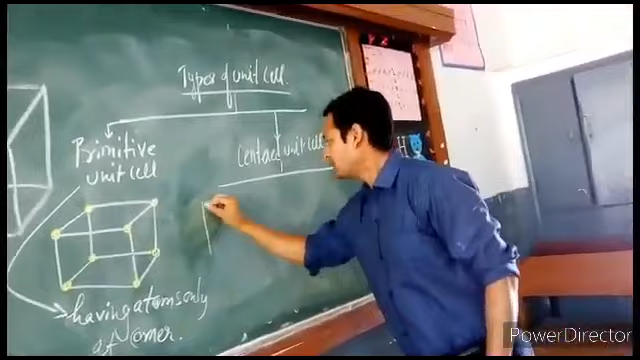 Types of unit cell
Primitive
unit cell
Centred unit cell
having atoms only
at corner.
H
PowerDirector